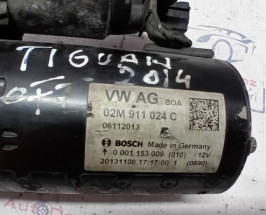 TIGUAN
2014
VW AG BDA
02M 911 024 C
06112013
BOSCH Made in Germany
0 001 153 009 (010) 12V
20131106.17:17:00 1 (0890)